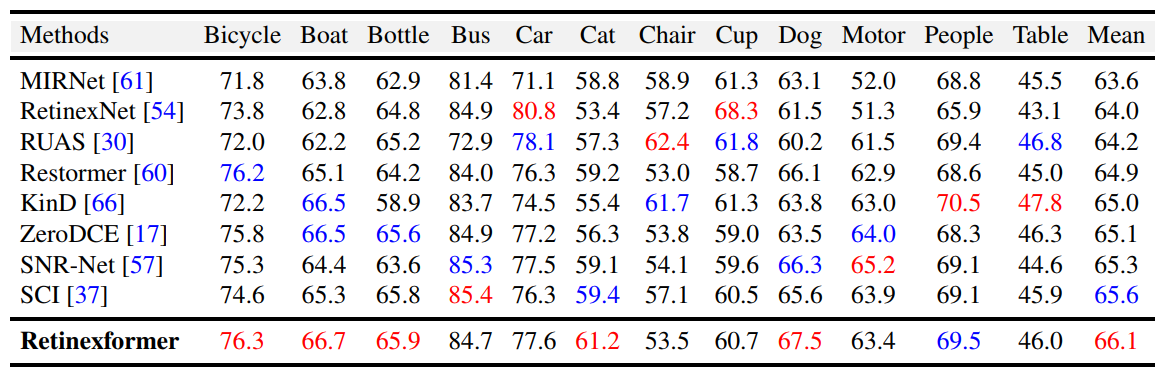 Methods Bicycle Boat Bottle Bus Car Cat Chair Cup Dog Motor People Table Mean
MIRNet [61] 71.8 63.8 62.9 81.4 71.1 58.8 58.9 61.3 63.1 52.0 68.8 45.5 63.6
RetinexNet [54] 73.8 62.8 64.8 84.9 80.8 53.4 57.2 68.3 61.5 51.3 65.9 43.1 64.0
RUAS [30] 72.0 62.2 65.2 72.9 78.1 57.3 62.4 61.8 60.2 61.5 69.4 46.8 64.2
Restormer [60] 76.2 65.1 64.2 84.0 76.3 59.2 53.0 58.7 66.1 62.9 68.6 45.0 64.9
KinD [66] 72.2 66.5 58.9 83.7 74.5 55.4 61.7 61.3 63.8 63.0 70.5 47.8 65.0
ZeroDCE [17] 75.8 66.5 65.6 84.9 77.2 56.3 53.8 59.0 63.5 64.0 68.3 46.3 65.1
SNR-Net [57] 75.3 64.4 63.6 85.3 77.5 59.1 54.1 59.6 66.3 65.2 69.1 44.6 65.3
SCI [37] 74.6 65.3 65.8 85.4 76.3 59.4 57.1 60.5 65.6 63.9 69.1 45.9 65.6
Retinexformer 76.3 66.7 65.9 84.7 77.6 61.2 53.5 60.7 67.5 63.4 69.5 46.0 66.1